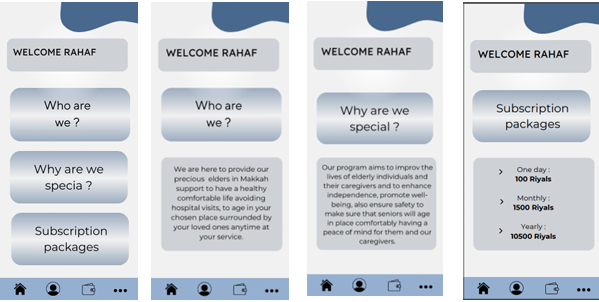 WELCOME RAHAF
Who are
we ?
Why are we
specia ?
Subscription
packages
WELCOME RAHAF
Who are
we ?
We are here to provide our
precious elders in Makkah
support to have a healthy
comfortable life avoiding
hospital visits, to age in your
chosen place surrounded by
your loved ones anytime at
your service.
WELCOME RAHAF
Why are we
special ?
Our program aims to improv the
lives of elderly individuals and
their caregivers and to enhance
independence, promote well-
being, also ensure safety to
make sure that seniors will age
in place comfortably having a
peace of mind for them and our
caregivers.
WELCOME RAHAF
Subscription
packages
One day :
100 Riyals
Monthly :
1500 Riyals
Yearly :
10500 Riyals